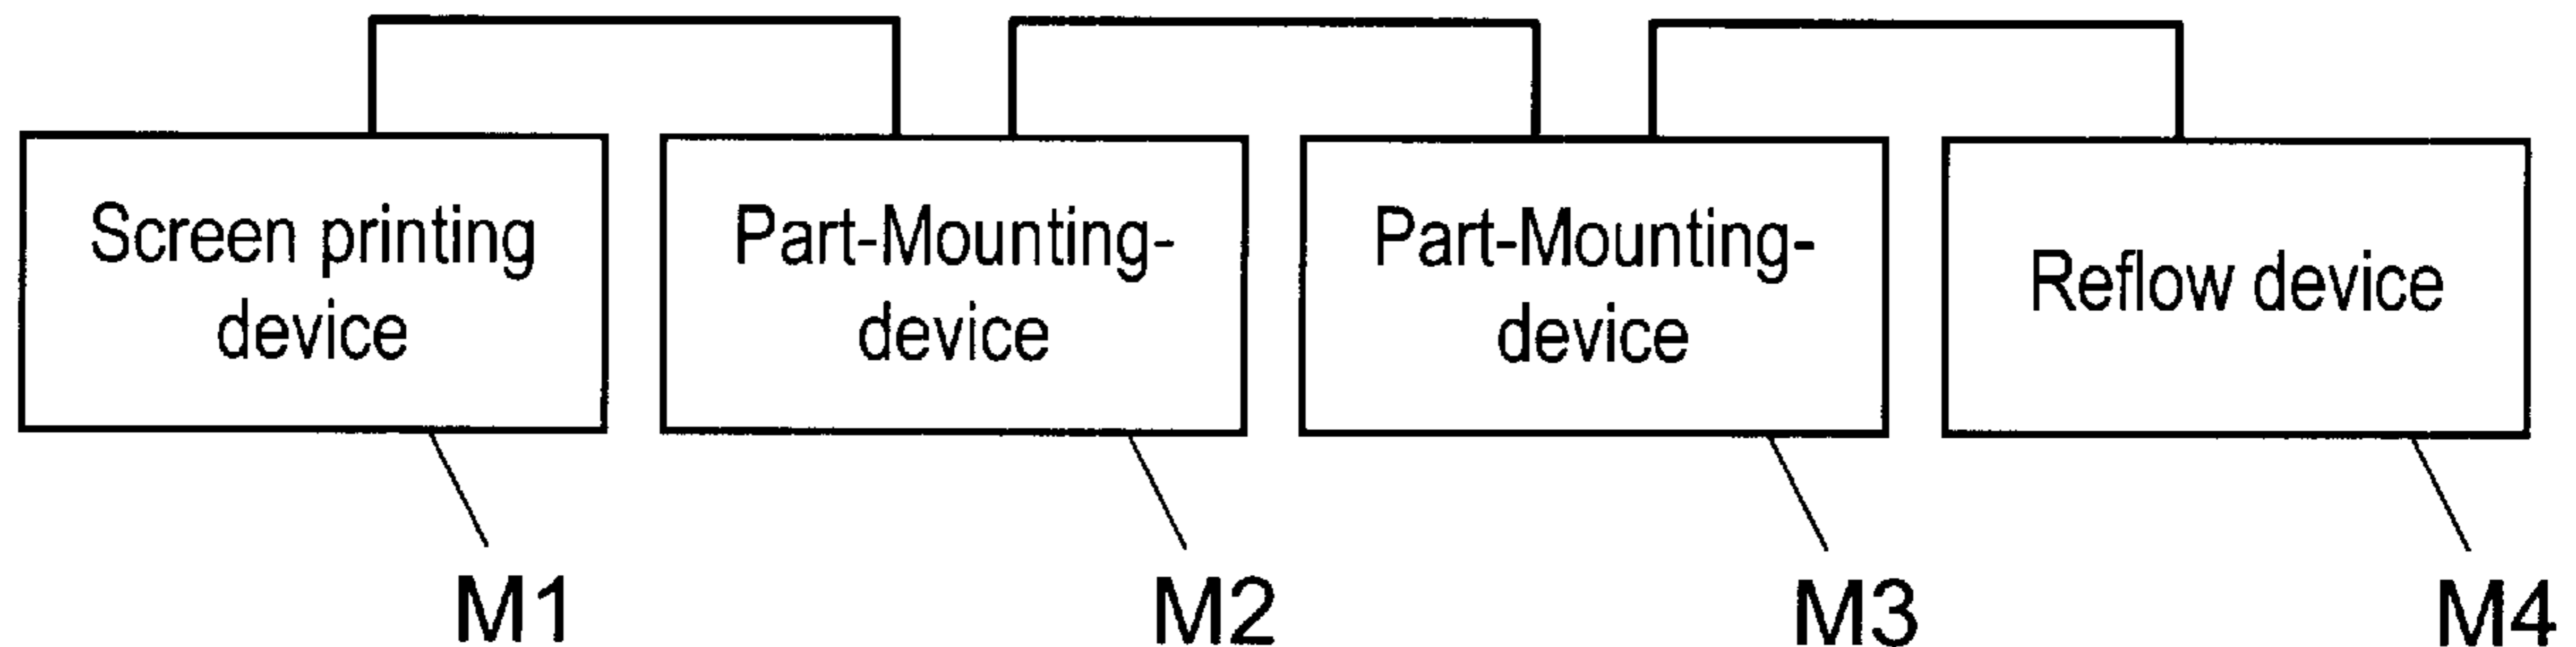 Screen printing
device
Part-Mounting-
device
Part-Mounting-
device
Reflow device
M1
M2
M3
M4